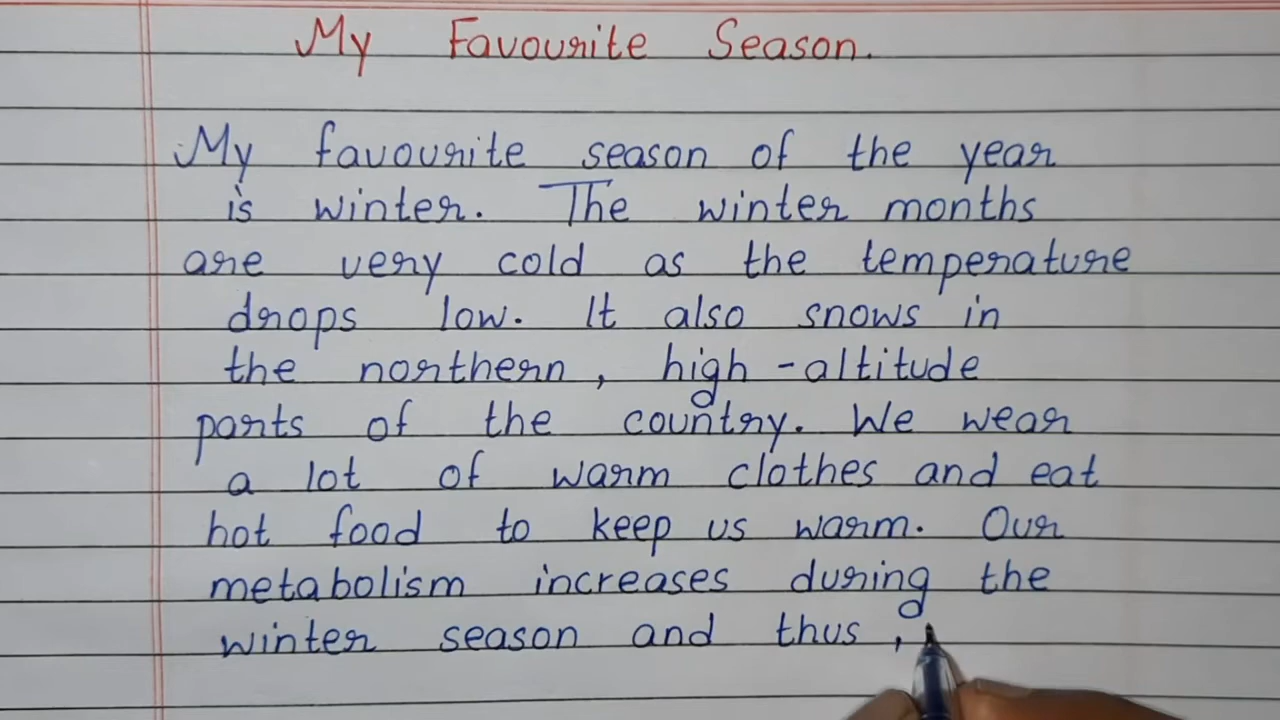 My Favourite Season.
My favourite season of the year
is winter. The winter months
are very cold as the temperature
drops low. It also snows in
the northern, high-altitude
parts of the country. We wear
a lot of warm clothes and eat
hot food to keep us warm. Our
metabolism increases during the
winter season and thus,